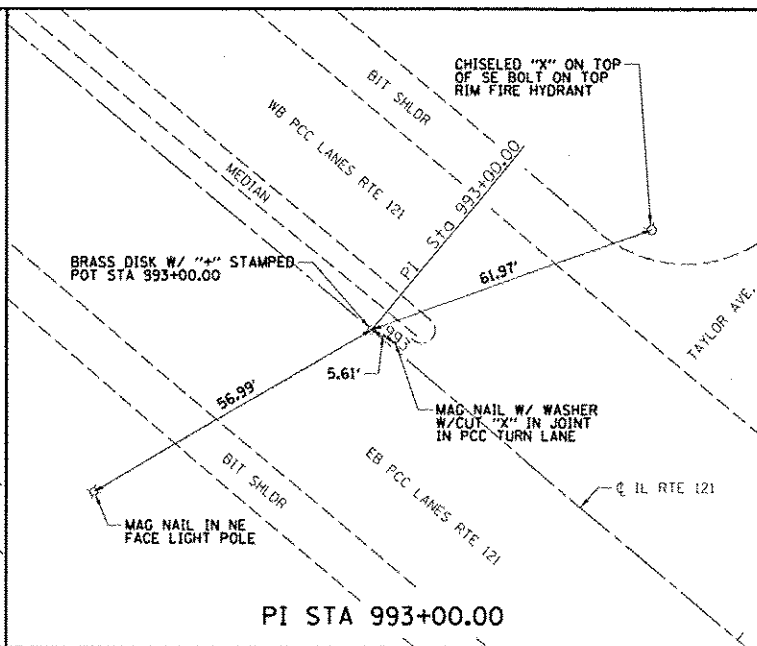 CHISELED "X" ON TOP
OF SE BOLT ON TOP
RIM FIRE HYDRANT
BIT SHLDR
WB PCC LANES RTE 121
MEDIAN
PI Sta 993+00.00
BRASS DISK W/ "+" STAMPED
POT STA 993+00.00
61.97'
TAYLOR AVE.
993
5.61'
56.99'
MAG NAIL W/ WASHER
W/CUT "X" IN JOINT
IN PCC TURN LANE
EB PCC LANES RTE 121
BIT SHLDR
℄ IL RTE 121
MAG NAIL IN NE
FACE LIGHT POLE
PI STA 993+00.00